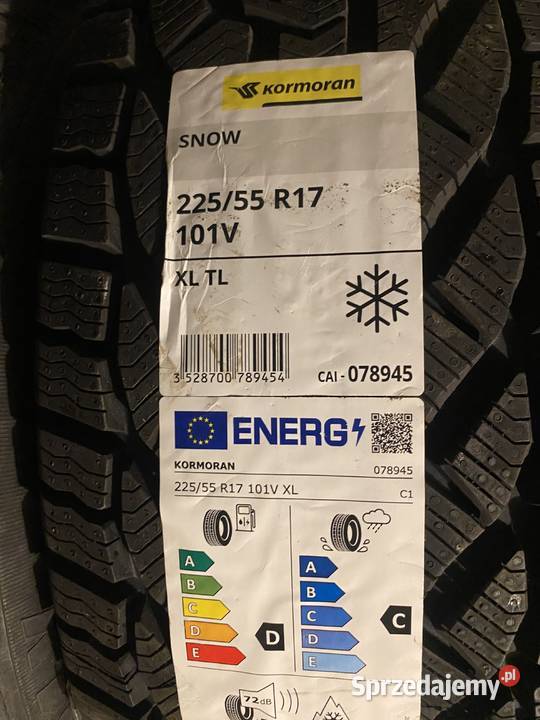 Kormoran
SNOW
225/55 R17
101V
XL TL
3 528700 789454
CAI - 078945
ENERG
KORMORAN 078945
225/55 R17 101V XL C1
A
B
C
D
E
D
A
B
C
D
E
C
72dB
Sprzedajemy.pl